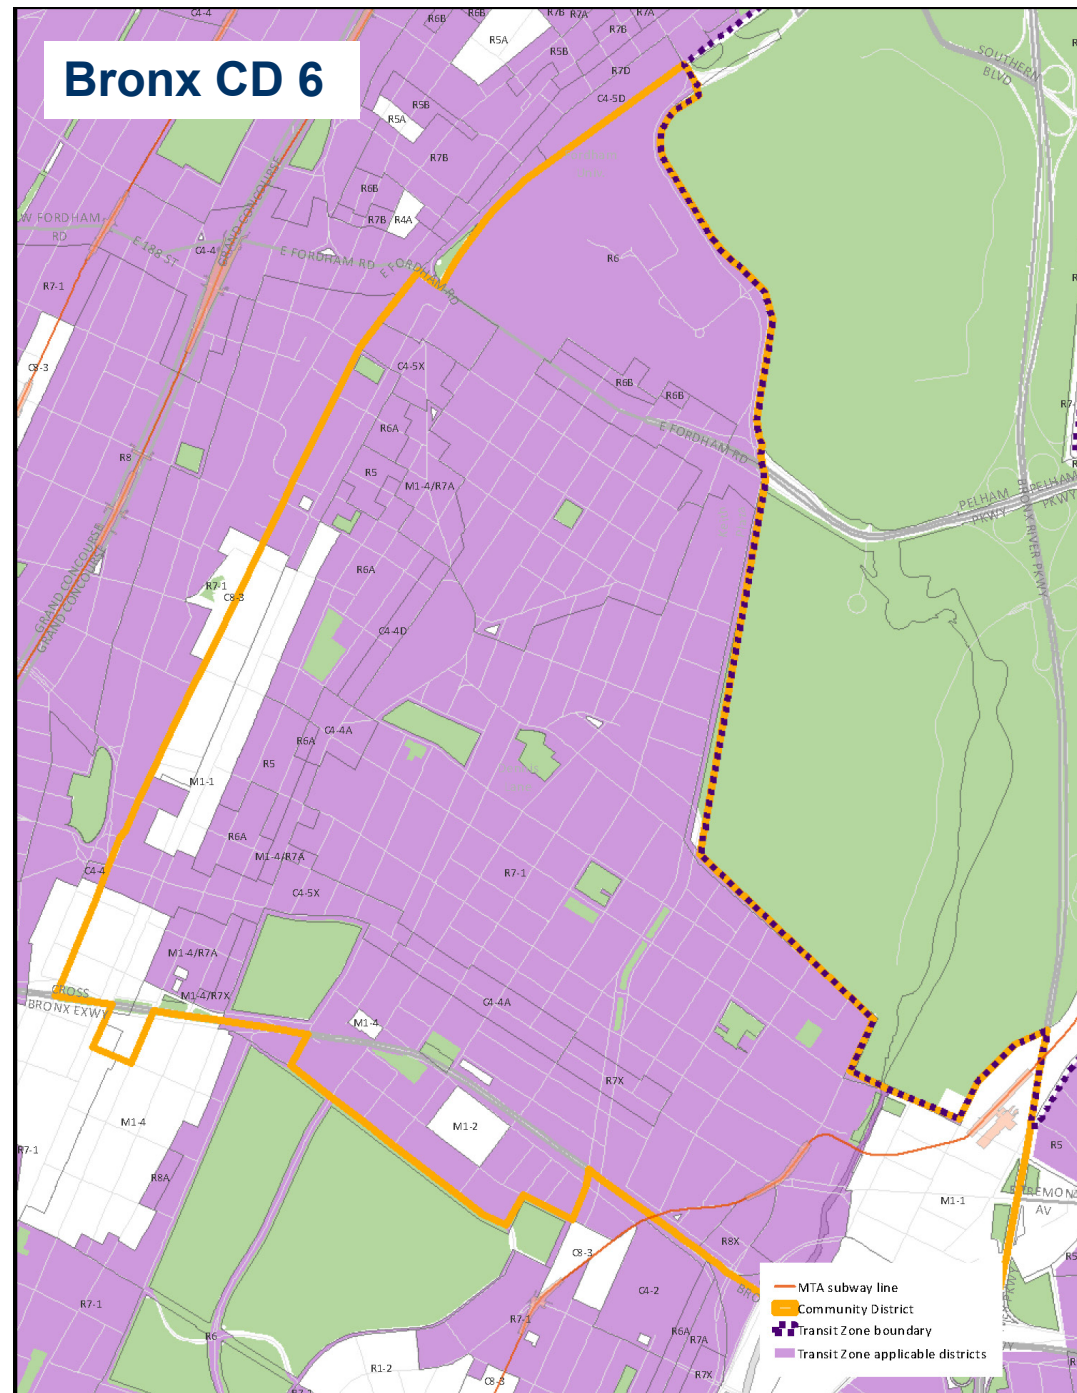 Bronx CD 6
C4-4
R6B
R6B
R7B
R7A
R7A
R5A
R7B
R5B
R7D
C4-5D
SOUTHERN
BLVD
R5B
R5A
R7B
R6B
R7B
R4A
W FORDHAM
RD
E 188 ST
C4-4
GRAND CONCOURSE
E FORDHAM RD
E FORDHAM RD
R6
R7-1
C8-3
C4-5X
R6B
R6B
R6A
E FORDHAM RD
R8
R5
M1-4/R7A
PELHAM
PKWY
PELHAM
PKWY
BRONX RIVER PKWY
GRAND CONCOURSE
GRAND CONCOURSE
R7-1
C8-3
R6A
C4-4D
C4-4A
R6A
R5
M1-1
R6A
M1-4/R7A
C4-4
C4-5X
R7-1
M1-4/R7A
M1-4/R7X
CROSS
BRONX EXWY
C4-4A
M1-4
R7X
M1-2
M1-4
R7-1
R8A
R5
M1-1
E TREMONT
AV
R8X
C8-3
C4-2
R7-1
R7-1
R6
R6A
R7A
R7X
R1-2
C8-3
MTA subway line
Community District
Transit Zone boundary
Transit Zone applicable districts